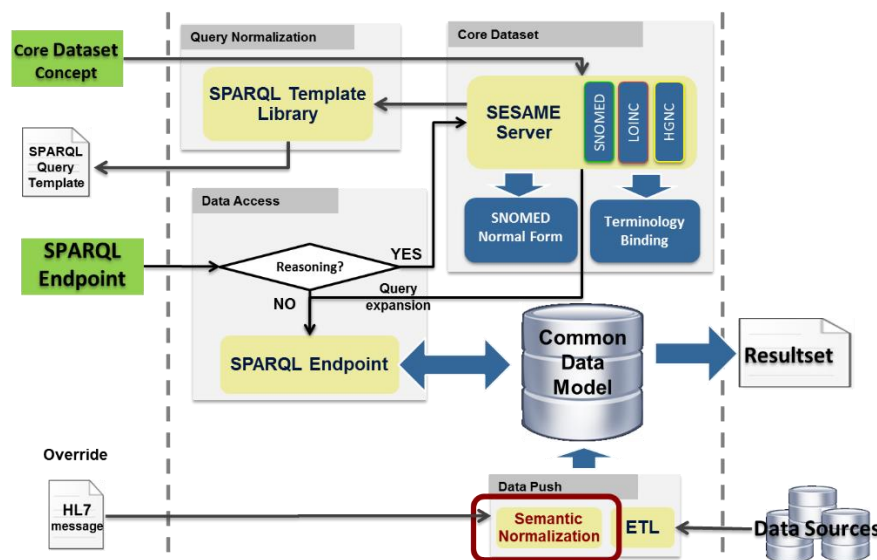 Query Normalization
Core Dataset
Core Dataset
Concept
SPARQL Template
Library
SESAME
Server
SNOMED
LOINC
HGNC
SPARQL
Query
Template
SNOMED
Normal Form
Terminology
Binding
Data Access
SPARQL
Endpoint
Reasoning?
YES
NO
Query
expansion
SPARQL Endpoint
Common
Data
Model
Resultset
Override
HL7
message
Data Push
Semantic
Normalization
ETL
Data Sources